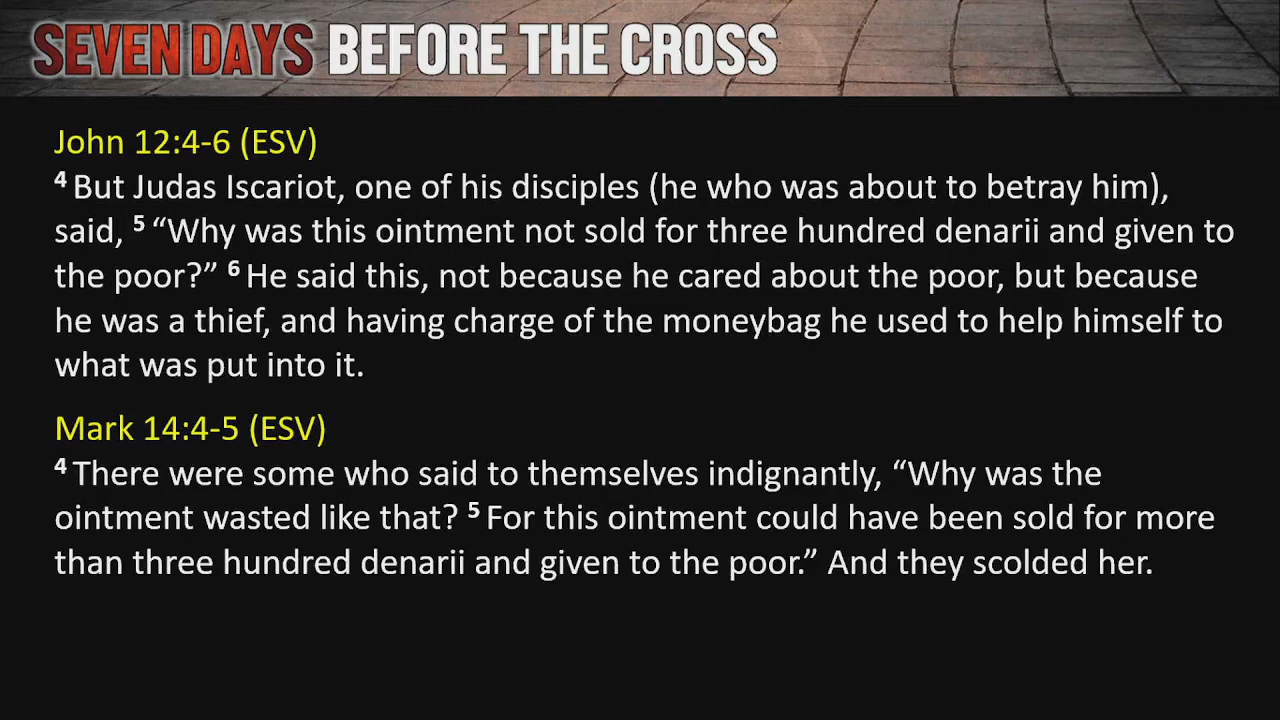 SEVEN DAYS BEFORE THE CROSS
John 12:4-6 (ESV)
⁴ But Judas Iscariot, one of his disciples (he who was about to betray him),
said, ⁵ “Why was this ointment not sold for three hundred denarii and given to
the poor?” ⁶ He said this, not because he cared about the poor, but because
he was a thief, and having charge of the moneybag he used to help himself to
what was put into it.
Mark 14:4-5 (ESV)
⁴ There were some who said to themselves indignantly, “Why was the
ointment wasted like that? ⁵ For this ointment could have been sold for more
than three hundred denarii and given to the poor.” And they scolded her.